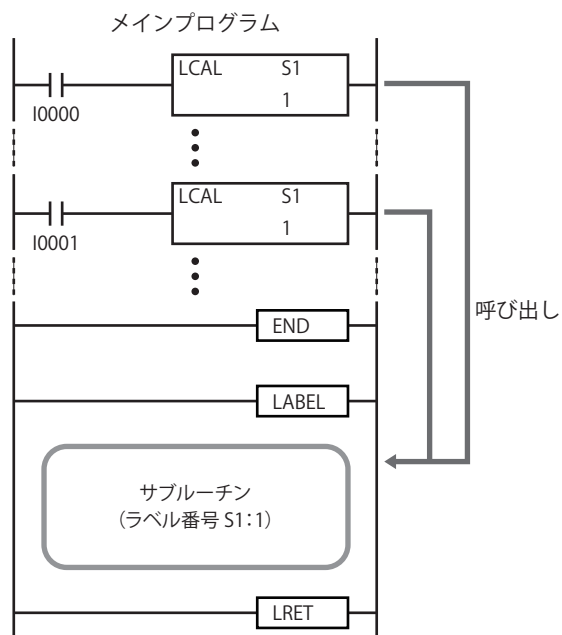 メインプログラム
LCAL S1
1
I0000
LCAL S1
1
I0001
呼び出し
END
LABEL
サブルーチン
（ラベル番号 S1：1）
LRET